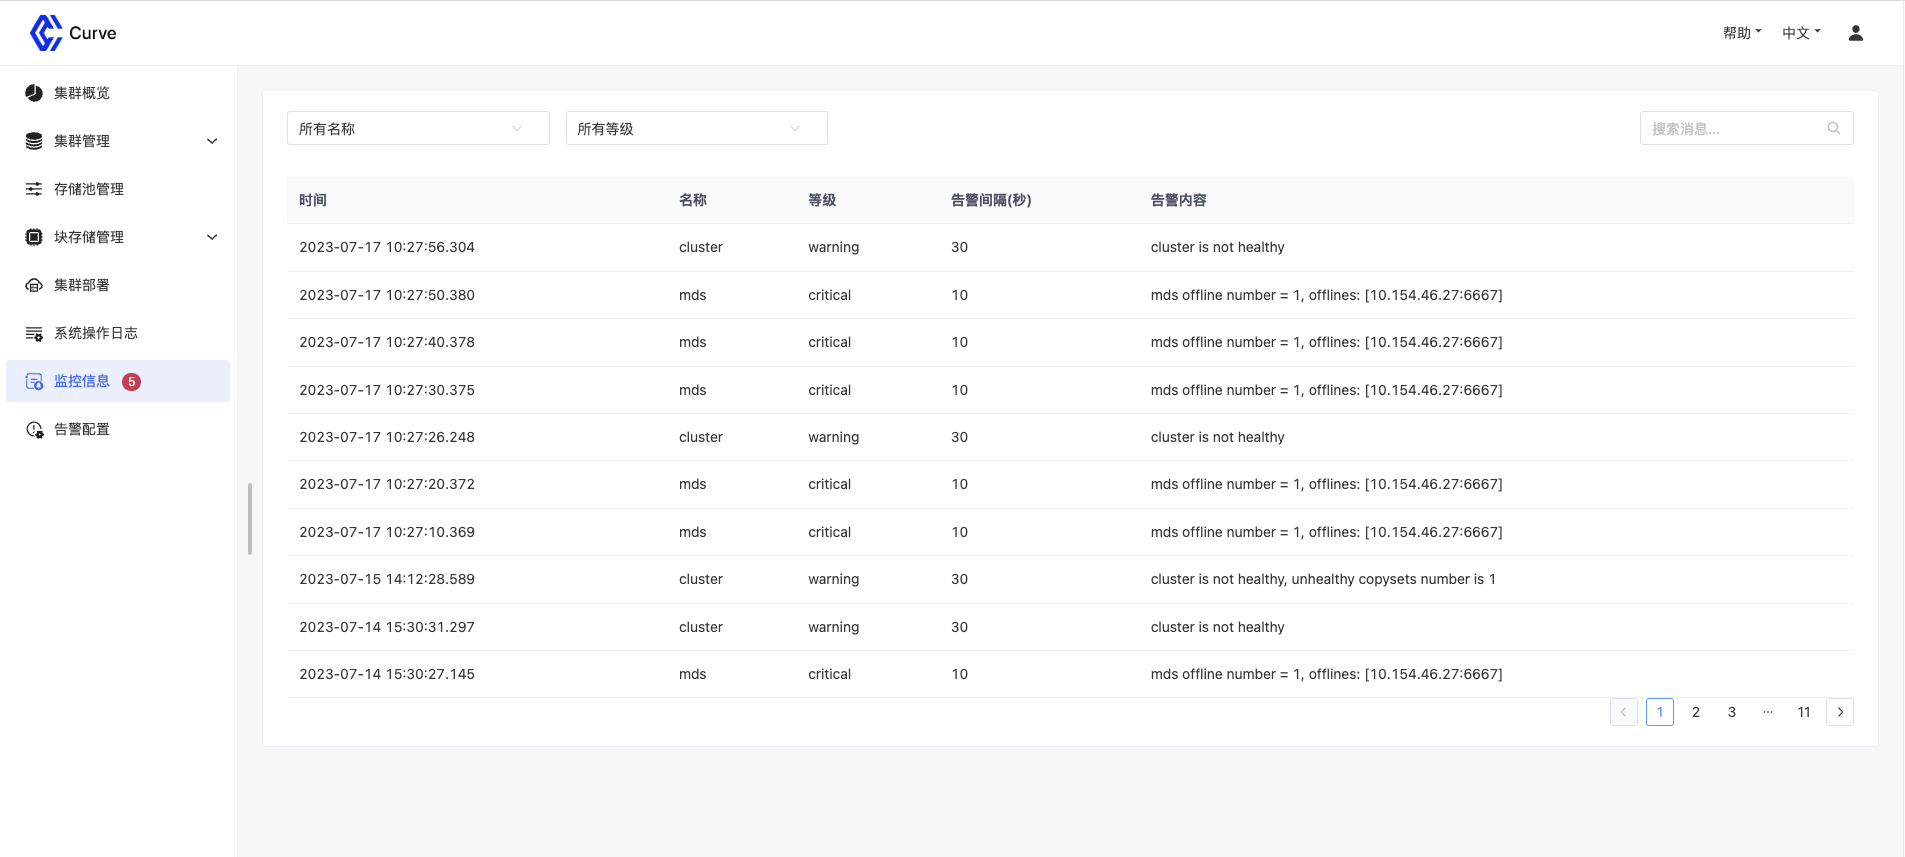 Curve
帮助
中文
集群概览
集群管理
存储池管理
块存储管理
集群部署
系统操作日志
监控信息 5
告警配置
所有名称
所有等级
搜索消息...
时间 名称 等级 告警间隔(秒) 告警内容
2023-07-17 10:27:56.304 cluster warning 30 cluster is not healthy
2023-07-17 10:27:50.380 mds critical 10 mds offline number = 1, offlines: [10.154.46.27:6667]
2023-07-17 10:27:40.378 mds critical 10 mds offline number = 1, offlines: [10.154.46.27:6667]
2023-07-17 10:27:30.375 mds critical 10 mds offline number = 1, offlines: [10.154.46.27:6667]
2023-07-17 10:27:26.248 cluster warning 30 cluster is not healthy
2023-07-17 10:27:20.372 mds critical 10 mds offline number = 1, offlines: [10.154.46.27:6667]
2023-07-17 10:27:10.369 mds critical 10 mds offline number = 1, offlines: [10.154.46.27:6667]
2023-07-15 14:12:28.589 cluster warning 30 cluster is not healthy, unhealthy copysets number is 1
2023-07-14 15:30:31.297 cluster warning 30 cluster is not healthy
2023-07-14 15:30:27.145 mds critical 10 mds offline number = 1, offlines: [10.154.46.27:6667]
1 2 3 ··· 11